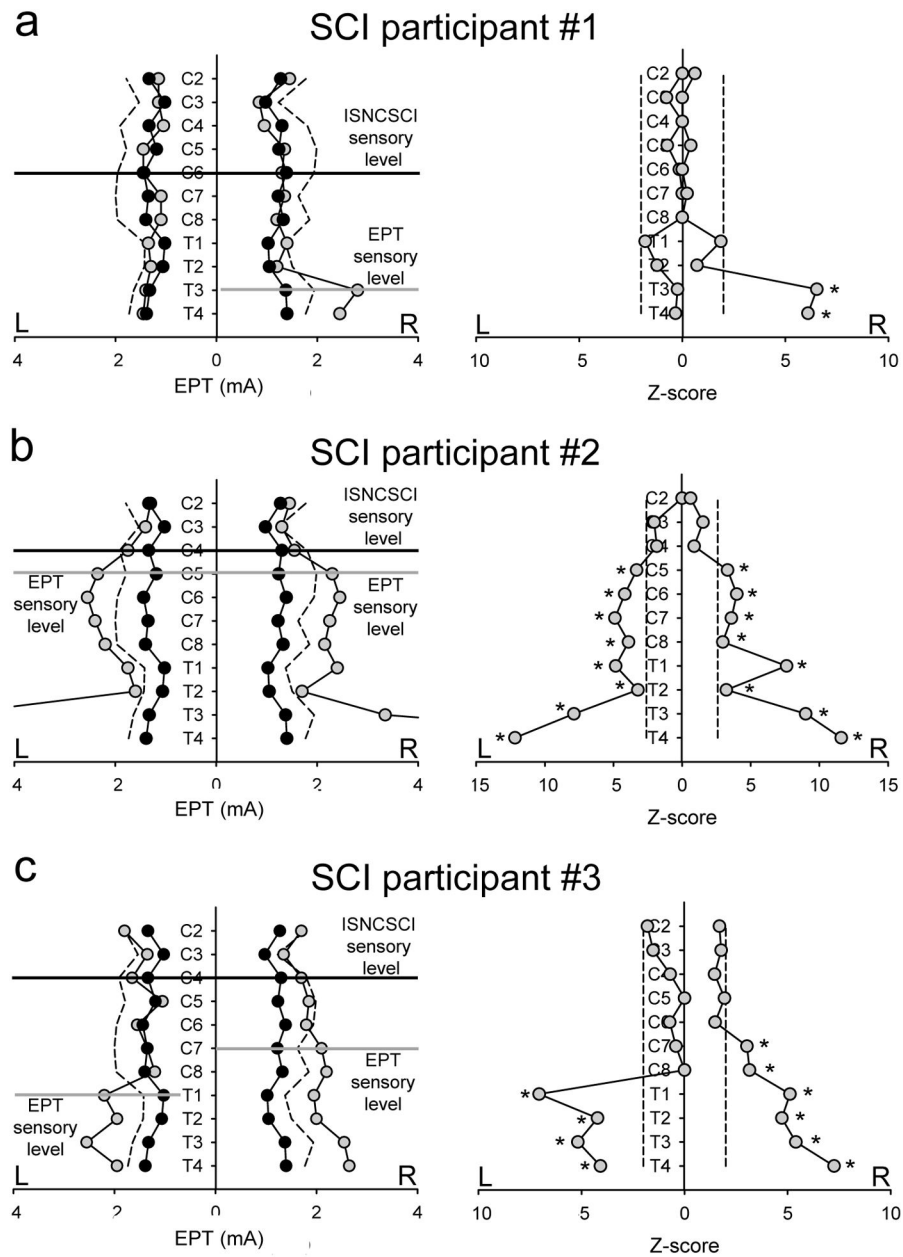 a
SCI participant #1
C2
C3
C4
C5
C6
C7
C8
T1
T2
T3
T4
ISNCSCI
sensory
level
EPT
sensory
level
L
R
4 2 0 2 4
EPT (mA)
C2
C4
C6
C7
C8
T1
T2
T3 *
T4 *
L
R
10 5 0 5 10
Z-score
b
SCI participant #2
C2
C3
C4
C5
C6
C7
C8
T1
T2
T3
T4
ISNCSCI
sensory
level
EPT
sensory
level
EPT
sensory
level
L
R
4 2 0 2 4
EPT (mA)
C2
* C5 *
* C6 *
* C7 *
* C8 *
* T1 *
* T2 *
* T3 *
* T4 *
L
R
15 10 5 0 5 10 15
Z-score
c
SCI participant #3
C2
C3
C4
C5
C6
C7
C8
T1
T2
T3
T4
ISNCSCI
sensory
level
EPT
sensory
level
EPT
sensory
level
L
R
4 2 0 2 4
EPT (mA)
C2
C5
C7 *
C8 *
* T1 *
* T2 *
* T3 *
* T4 *
L
R
10 5 0 5 10
Z-score